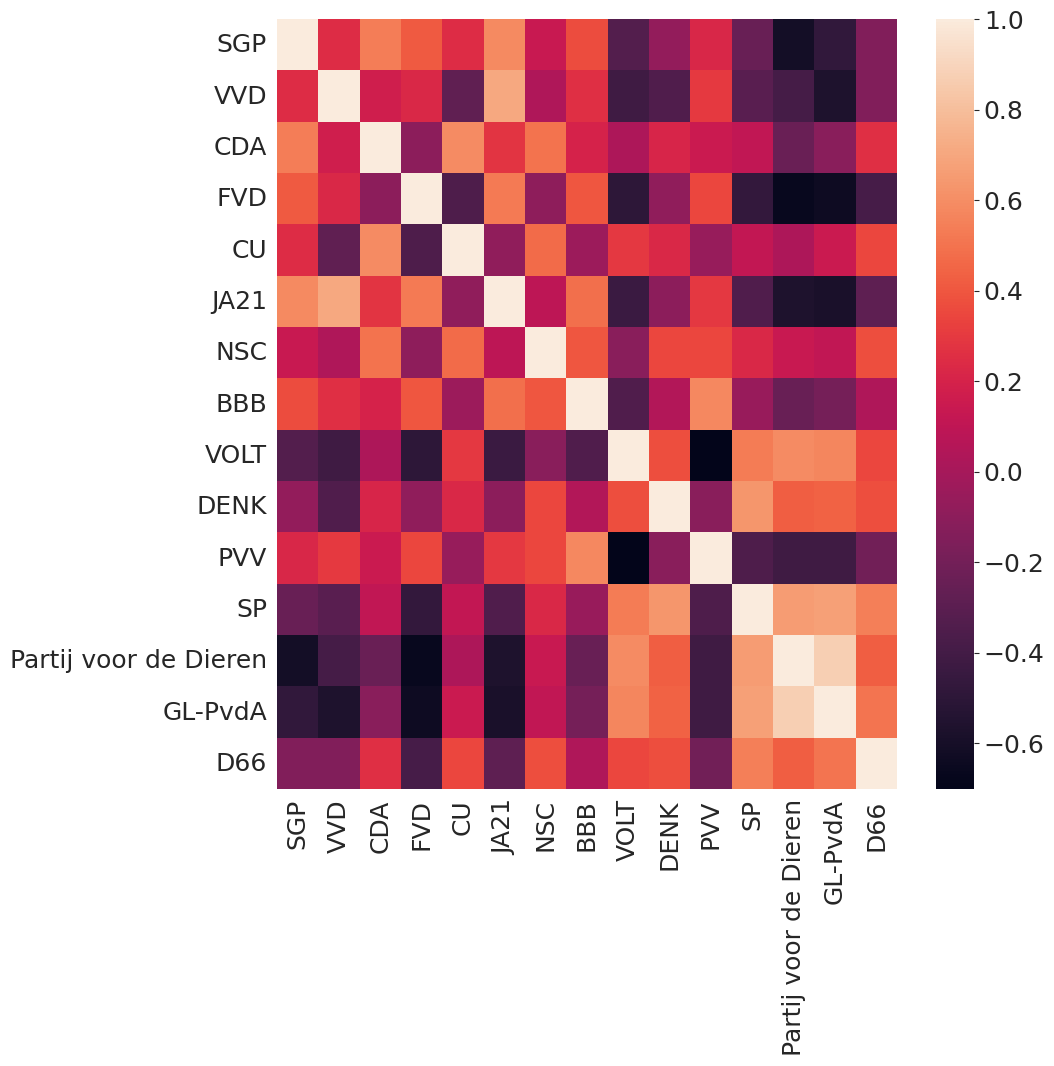 SGP
VVD
CDA
FVD
CU
JA21
NSC
BBB
VOLT
DENK
PVV
SP
Partij voor de Dieren
GL-PvdA
D66
SGP
VVD
CDA
FVD
CU
JA21
NSC
BBB
VOLT
DENK
PVV
SP
Partij voor de Dieren
GL-PvdA
D66
1.0
0.8
0.6
0.4
0.2
0.0
−0.2
−0.4
−0.6